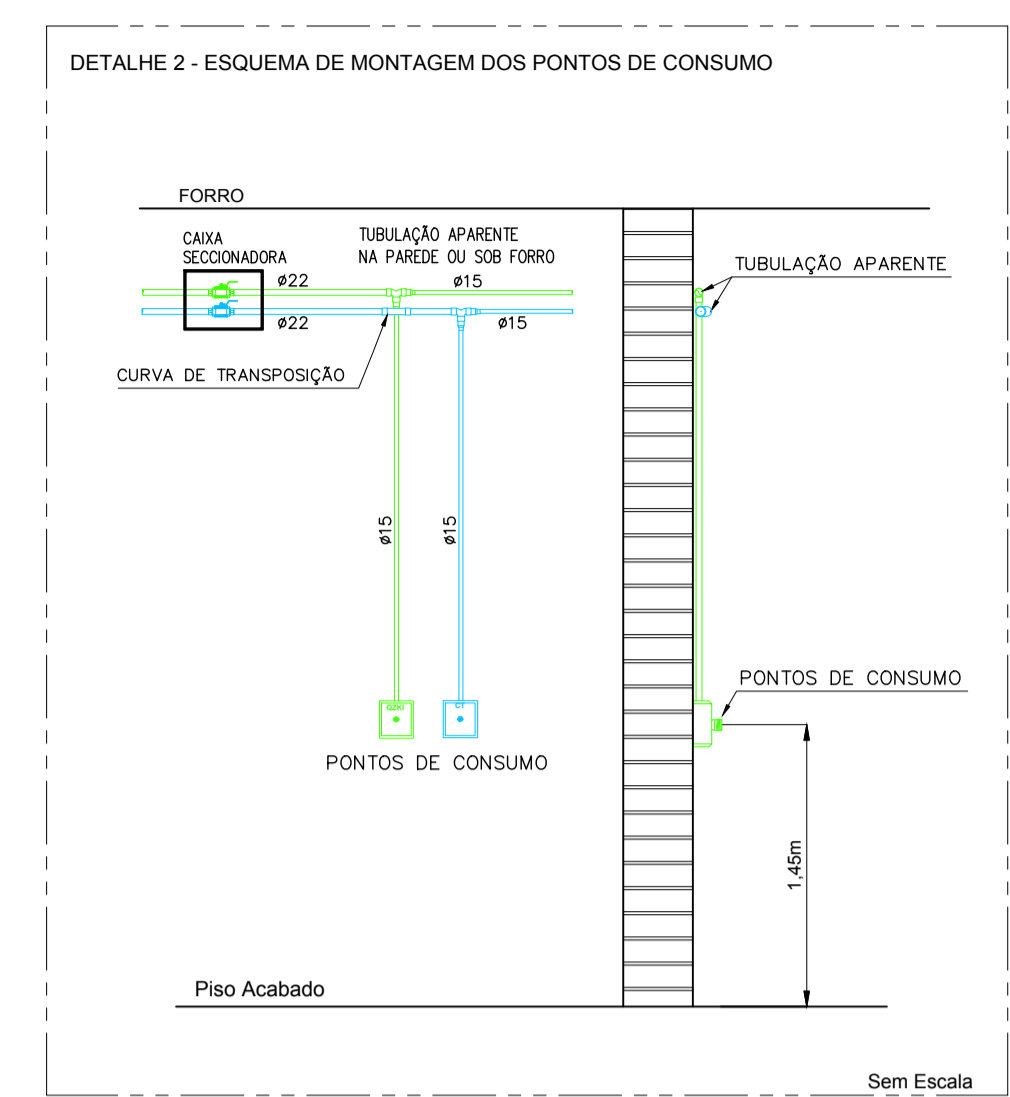 DETALHE 2 - ESQUEMA DE MONTAGEM DOS PONTOS DE CONSUMO
FORRO
CAIXA
SECCIONADORA
TUBULAÇÃO APARENTE
NA PAREDE OU SOB FORRO
ø22
ø15
ø22
ø15
TUBULAÇÃO APARENTE
CURVA DE TRANSPOSIÇÃO
ø15
ø15
CT
PONTOS DE CONSUMO
PONTOS DE CONSUMO
1,45m
Piso Acabado
Sem Escala